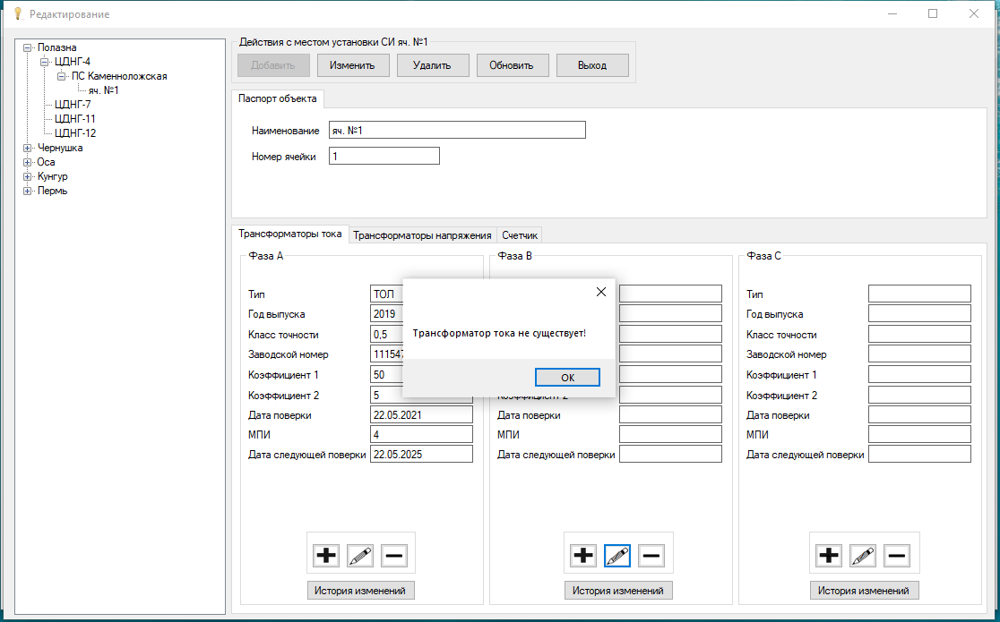 Редактирование
Полазна
ЦДНГ-4
ПС Каменноложская
яч. №1
ЦДНГ-7
ЦДНГ-11
ЦДНГ-12
Чернушка
Оса
Кунгур
Пермь
Действия с местом установки СИ яч. №1
Добавить Изменить Удалить Обновить Выход
Паспорт объекта
Наименование яч. №1
Номер ячейки 1
Трансформаторы тока Трансформаторы напряжения Счетчик
Фаза A
Тип ТОЛ
Год выпуска 2019
Класс точности 0,5
Заводской номер 11154
Коэффициент 1 50
Коэффициент 2 5
Дата поверки 22.05.2021
МПИ 4
Дата следующей поверки 22.05.2025
История изменений
Фаза B
Трансформатор тока не существует!
OK
Коэффициент 2
Дата поверки
МПИ
Дата следующей поверки
История изменений
Фаза C
Тип
Год выпуска
Класс точности
Заводской номер
Коэффициент 1
Коэффициент 2
Дата поверки
МПИ
Дата следующей поверки
История изменений